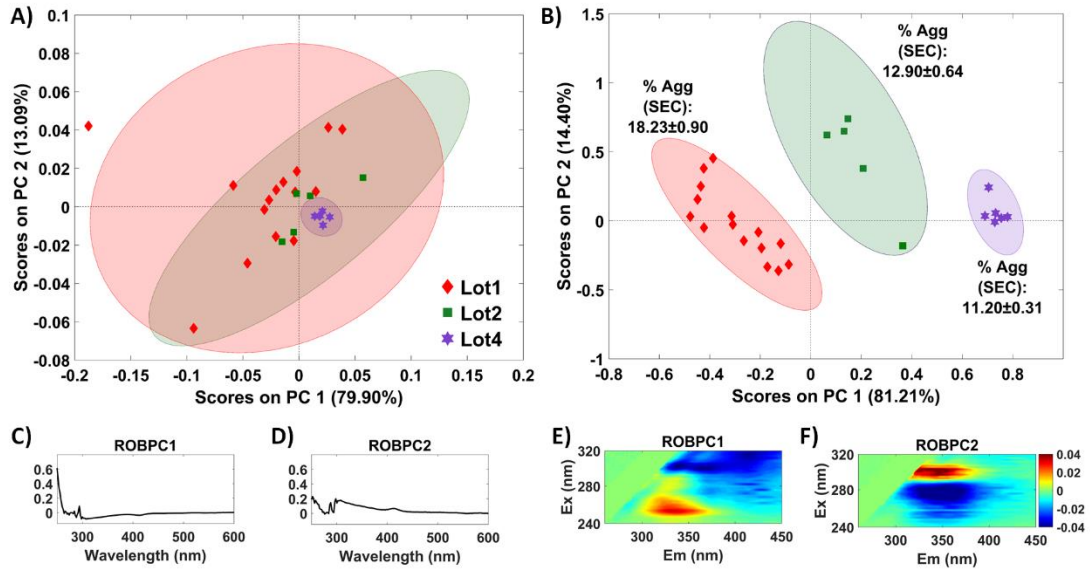 A)
0.1
0.08
0.06
0.04
0.02
0
-0.02
-0.04
-0.06
-0.08
Scores on PC 2 (13.09%)
-0.2
-0.15
-0.1
-0.05
0
0.05
0.1
0.15
0.2
Scores on PC 1 (79.90%)
Lot1
Lot2
Lot4
B)
1.5
1
0.5
0
-0.5
-1
Scores on PC 2 (14.40%)
-0.8
-0.6
-0.4
-0.2
0
0.2
0.4
0.6
0.8
1
Scores on PC 1 (81.21%)
% Agg
(SEC):
18.23±0.90
% Agg
(SEC):
12.90±0.64
% Agg
(SEC):
11.20±0.31
C)
ROBPC1
0.6
0.4
0.2
0
300
400
500
600
Wavelength (nm)
D)
ROBPC2
0.6
0.4
0.2
0
300
400
500
600
Wavelength (nm)
E)
ROBPC1
320
280
240
Ex (nm)
250
300
350
400
450
Em (nm)
F)
ROBPC2
320
280
240
Ex (nm)
250
300
350
400
450
Em (nm)
0.04
0.02
0
-0.02
-0.04